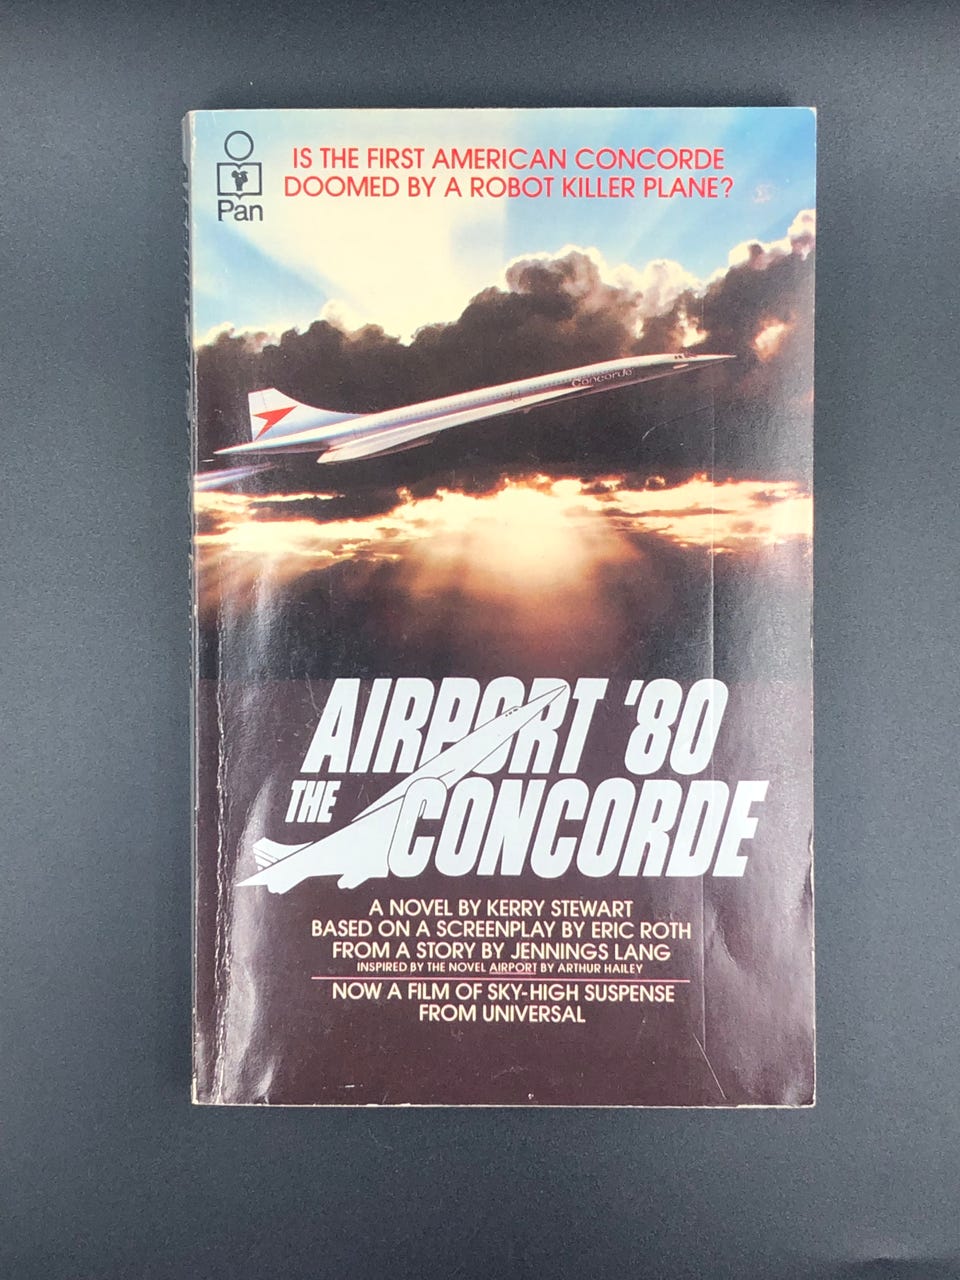 Pan
IS THE FIRST AMERICAN CONCORDE
DOOMED BY A ROBOT KILLER PLANE?
Concorde
AIRPORT '80
THE CONCORDE
A NOVEL BY KERRY STEWART
BASED ON A SCREENPLAY BY ERIC ROTH
FROM A STORY BY JENNINGS LANG
INSPIRED BY THE NOVEL AIRPORT BY ARTHUR HAILEY
NOW A FILM OF SKY-HIGH SUSPENSE
FROM UNIVERSAL